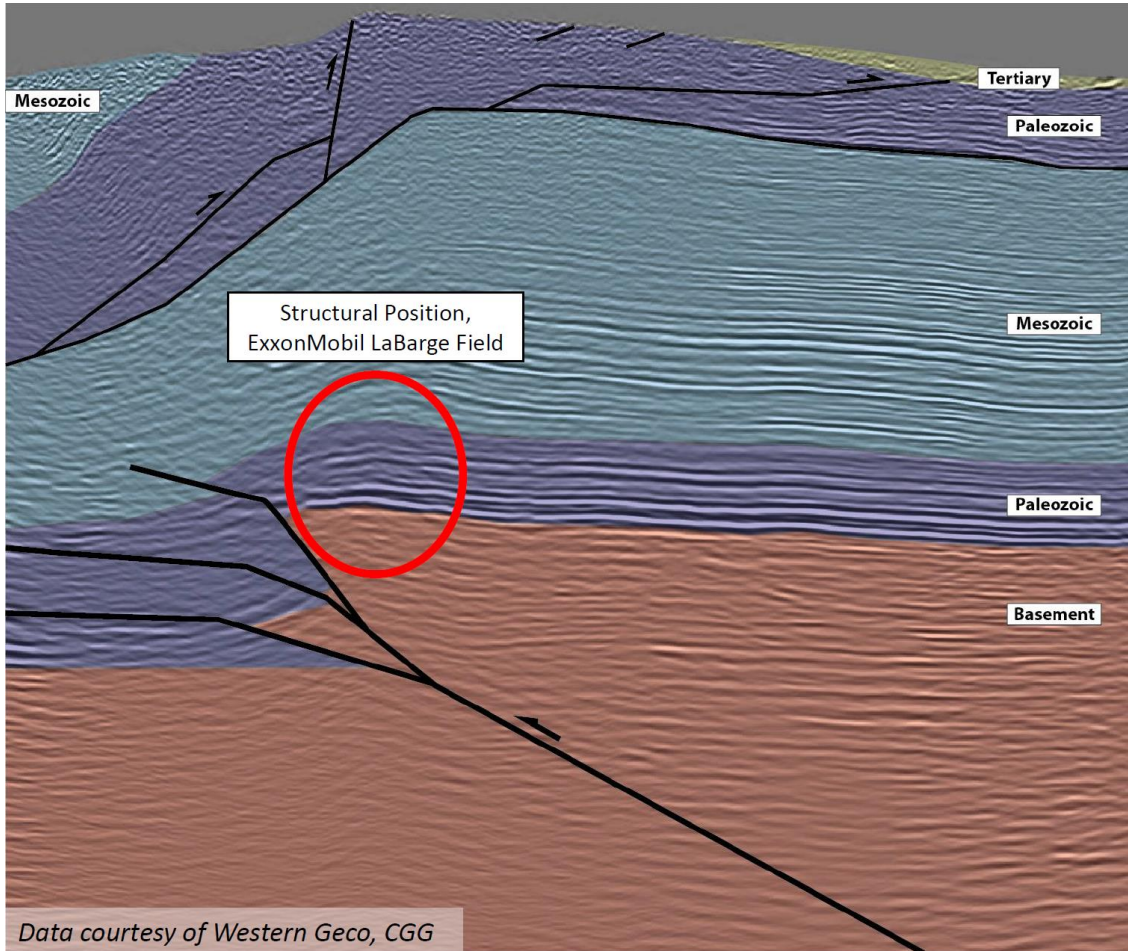 Mesozoic
Tertiary
Paleozoic
Structural Position,
ExxonMobil LaBarge Field
Mesozoic
Paleozoic
Basement
Data courtesy of Western Geco, CGG